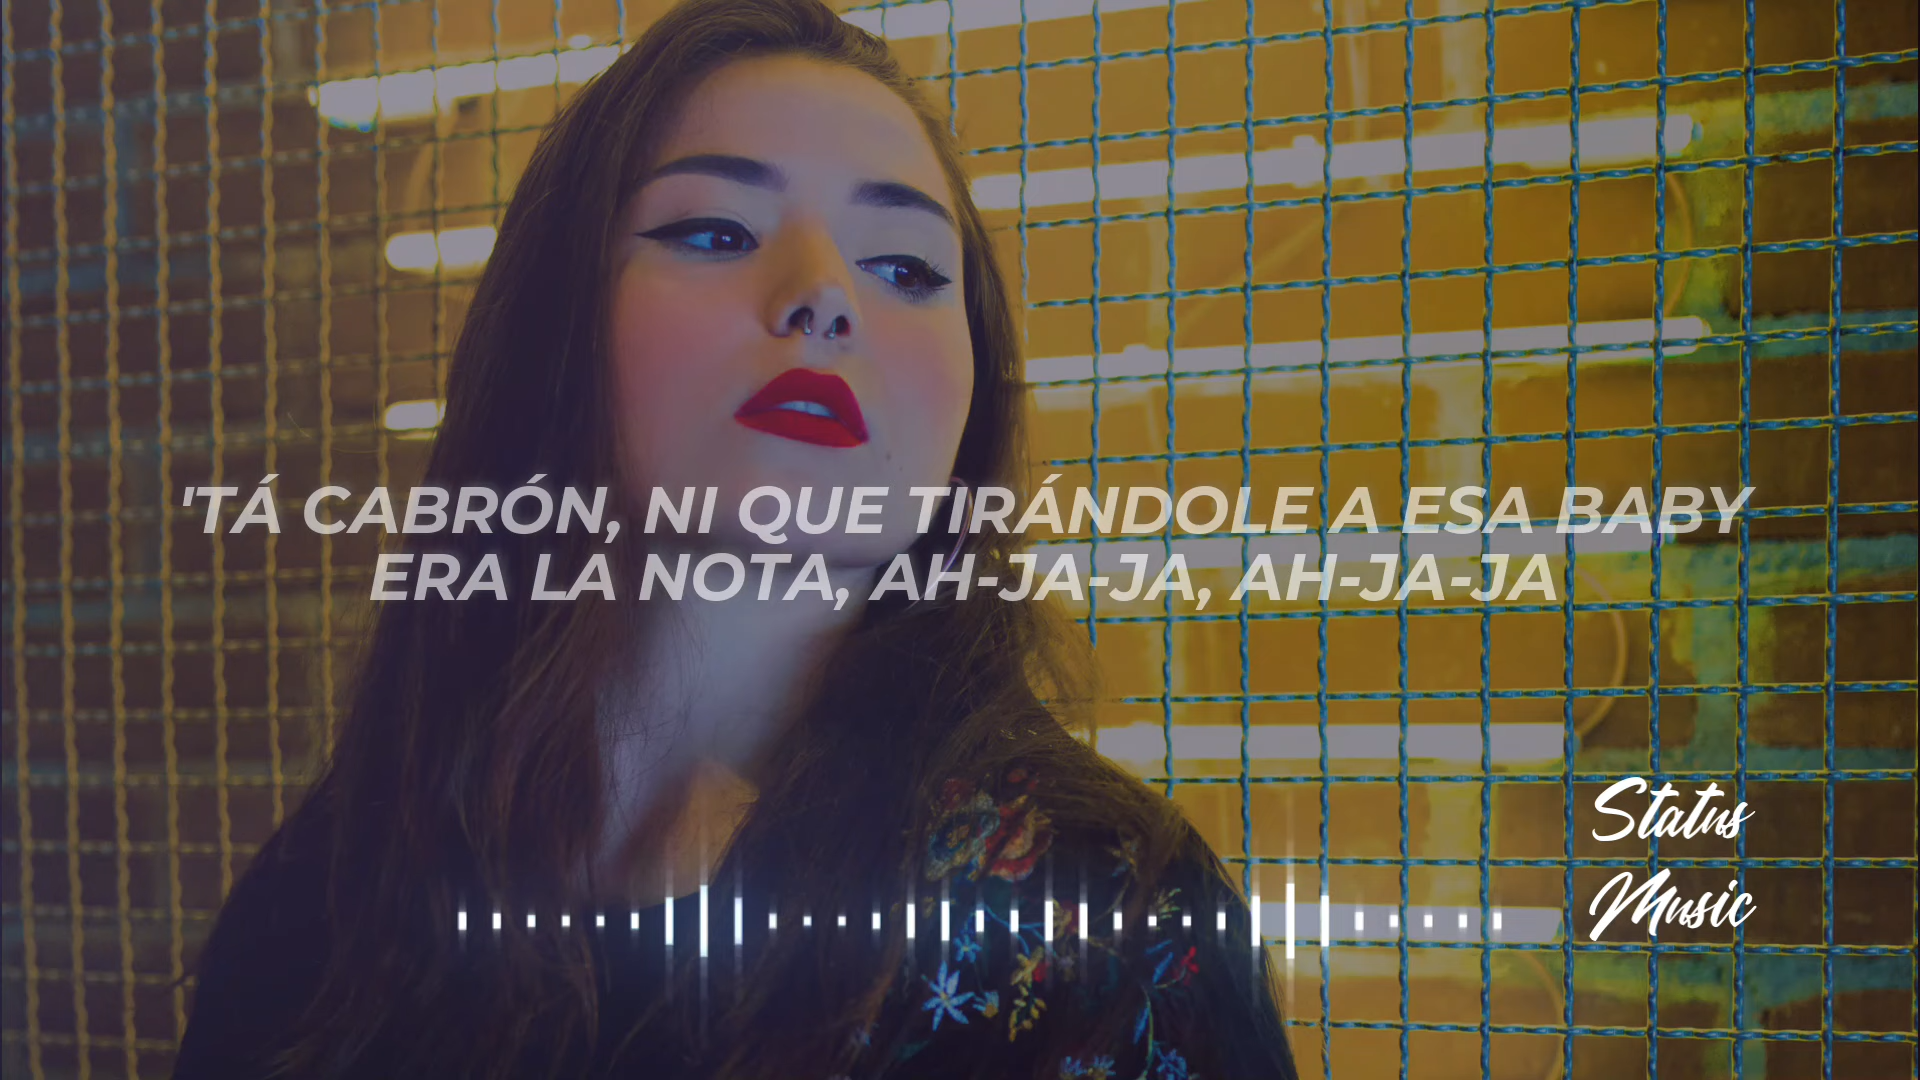 'TÁ CABRÓN, NI QUE TIRÁNDOLE A ESA BABY
ERA LA NOTA, AH-JA-JA, AH-JA-JA
Status
Music